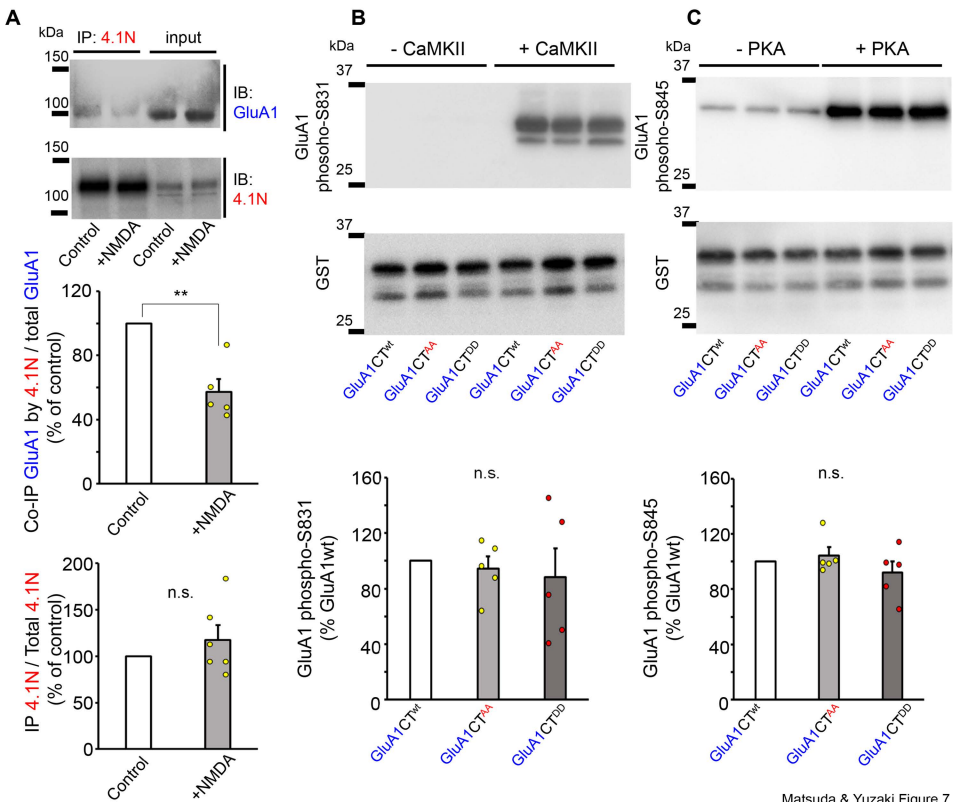 A
kDa
IP: 4.1N
input
150
100
IB:
GluA1
150
100
IB:
4.1N
Control
+NMDA
Control
+NMDA
Co-IP GluA1 by 4.1N / total GluA1
(% of control)
120
80
40
0
**
Control
+NMDA
IP 4.1N / Total 4.1N
(% of control)
200
150
100
50
0
n.s.
Control
+NMDA
B
kDa
- CaMKII
+ CaMKII
37
25
GluA1
phosoho-S831
37
25
GST
GluA1CTwt
GluA1CTAA
GluA1CTDD
GluA1CTwt
GluA1CTAA
GluA1CTDD
GluA1 phospho-S831
(% GluA1wt)
160
120
80
40
0
n.s.
GluA1CTwt
GluA1CTAA
GluA1CTDD
C
kDa
- PKA
+ PKA
37
25
GluA1
phosoho-S845
37
25
GST
GluA1CTwt
GluA1CTAA
GluA1CTDD
GluA1CTwt
GluA1CTAA
GluA1CTDD
GluA1 phospho-S845
(% GluA1wt)
160
120
80
40
0
n.s.
GluA1CTwt
GluA1CTAA
GluA1CTDD
Matsuda & Yuzaki Figure 7